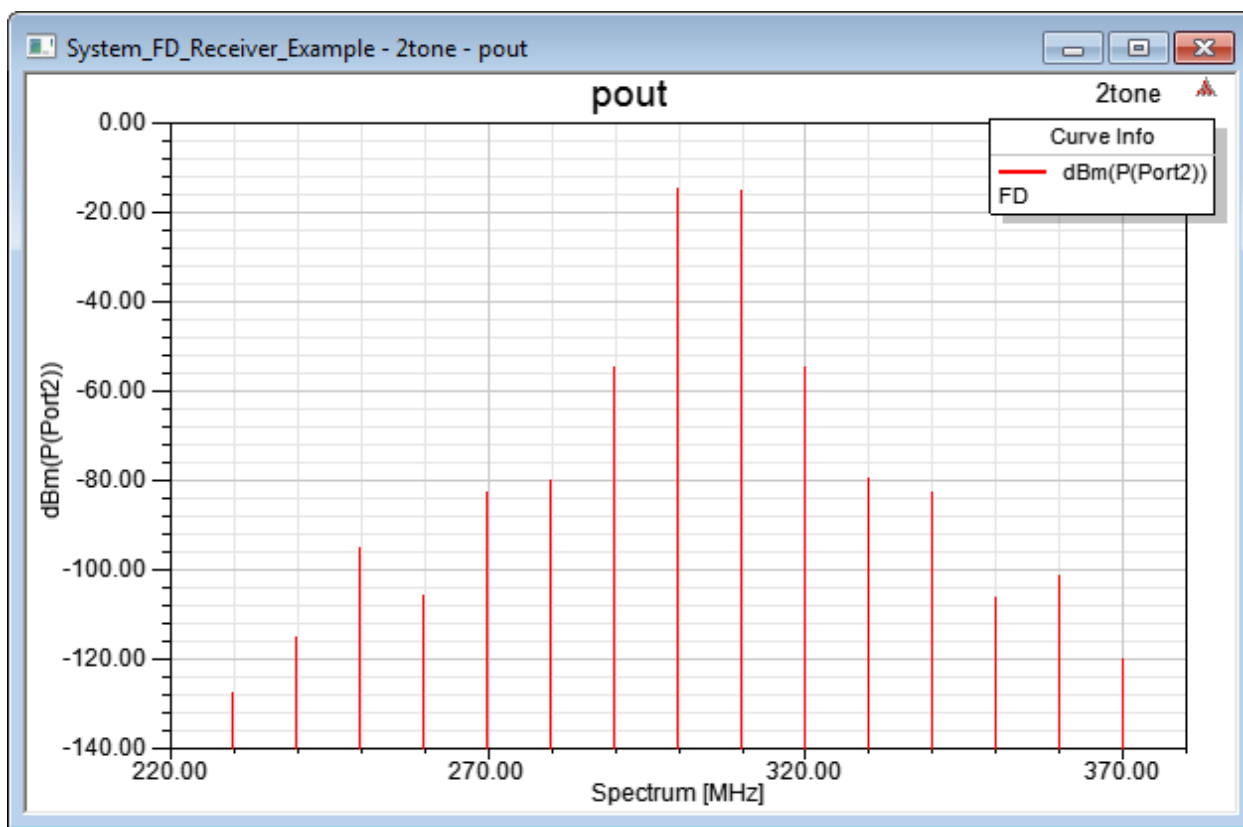 System_FD_Receiver_Example - 2tone - pout
pout
2tone
Curve Info
dBm(P(Port2))
FD
0.00
-20.00
-40.00
-60.00
-80.00
-100.00
-120.00
-140.00
dBm(P(Port2))
220.00
270.00
320.00
370.00
Spectrum [MHz]